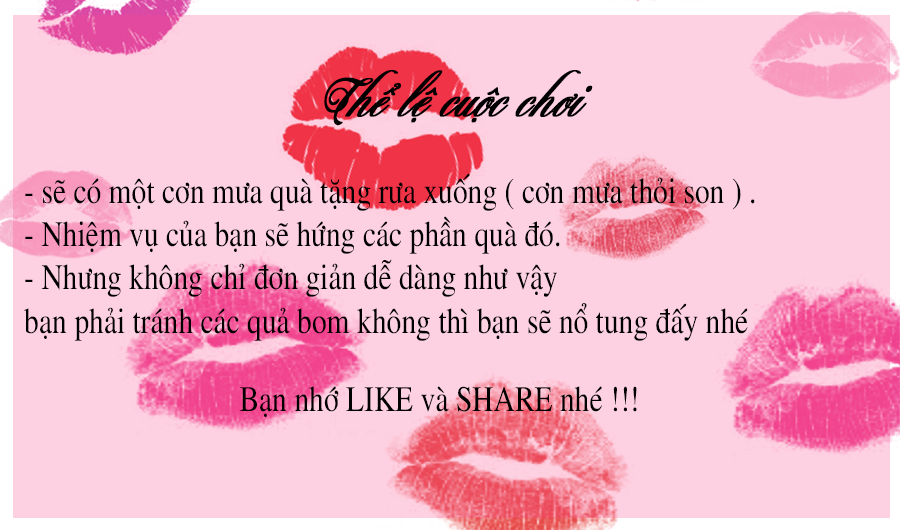 Thể lệ cuộc chơi
- sẽ có một cơn mưa quà tặng rưa xuống ( cơn mưa thỏi son ) .
- Nhiệm vụ của bạn sẽ hứng các phần quà đó.
- Nhưng không chỉ đơn giản dễ dàng như vậy
bạn phải tránh các quả bom không thì bạn sẽ nổ tung đấy nhé
Bạn nhớ LIKE và SHARE nhé !!!